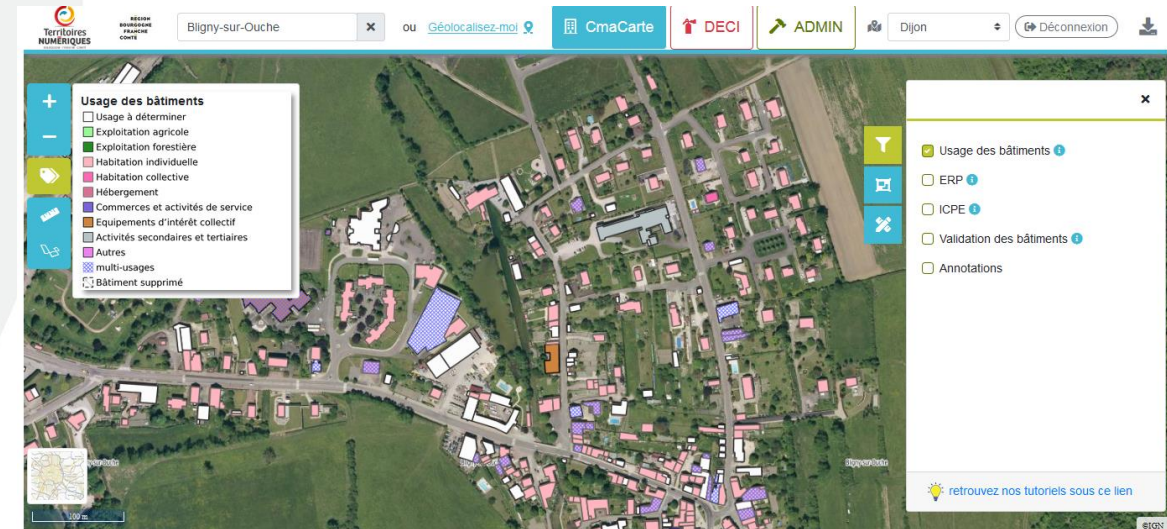 Territoires
NUMÉRIQUES
RÉGION
BOURGOGNE
FRANCHE
COMTÉ
Bligny-sur-Ouche
ou Géolocalisez-moi
CmaCarte
DECI
ADMIN
Dijon
Déconnexion
Usage des bâtiments
Usage à déterminer
Exploitation agricole
Exploitation forestière
Habitation individuelle
Habitation collective
Hébergement
Commerces et activités de service
Equipements d'intérêt collectif
Activités secondaires et tertiaires
Autres
multi-usages
Bâtiment supprimé
Usage des bâtiments
ERP
ICPE
Validation des bâtiments
Annotations
Bligny-sur-Ouche
retrouvez nos tutoriels sous ce lien
100 m
©IGN